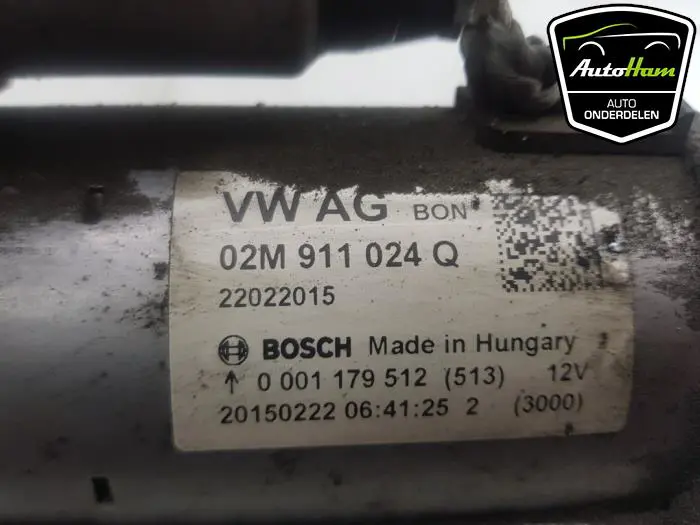 AutoHam
AUTO
ONDERDELEN
VW AG BON
02M 911 024 Q
22022015
BOSCH Made in Hungary
↑ 0 001 179 512 (513) 12V
20150222 06:41:25 2 (3000)